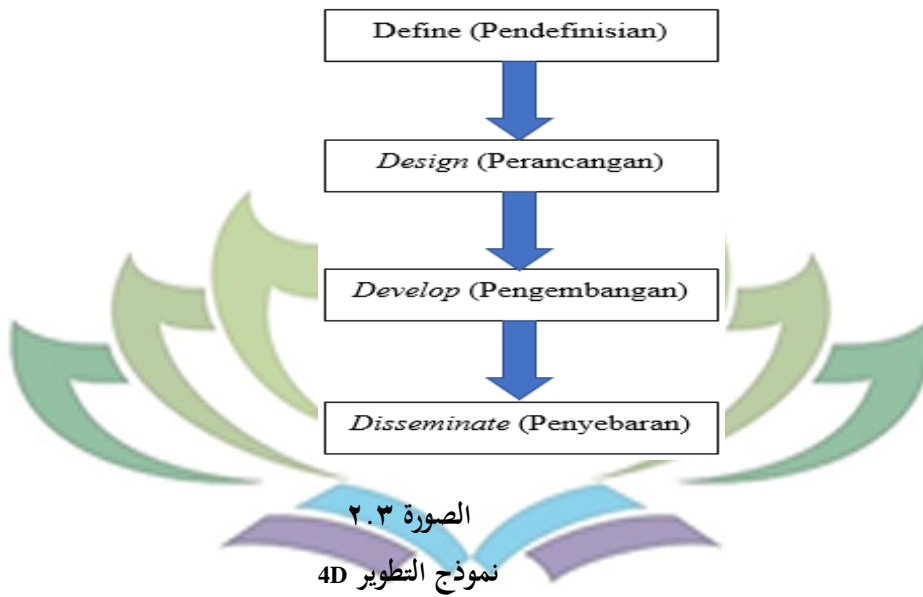 Define (Pendefinisian)
Design (Perancangan)
Develop (Pengembangan)
Disseminate (Penyebaran)
الصورة ٢.٣
نموذج التطوير 4D